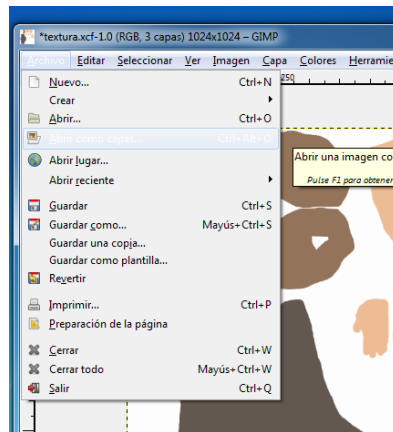 *textura.xcf-1.0 (RGB, 3 capas) 1024x1024 – GIMP
Archivo Editar Seleccionar Ver Imagen Capa Colores Herramie
250
Nuevo... Ctrl+N
Crear
Abrir... Ctrl+O
Abrir como capas... Ctrl+Alt+O
Abrir una imagen co
Abrir lugar...
Pulse F1 para obtener
Abrir reciente
Guardar Ctrl+S
Guardar como... Mayús+Ctrl+S
Guardar una copia...
Guardar como plantilla...
Revertir
Imprimir... Ctrl+P
Preparación de la página
Cerrar Ctrl+W
Cerrar todo Mayús+Ctrl+W
Salir Ctrl+Q